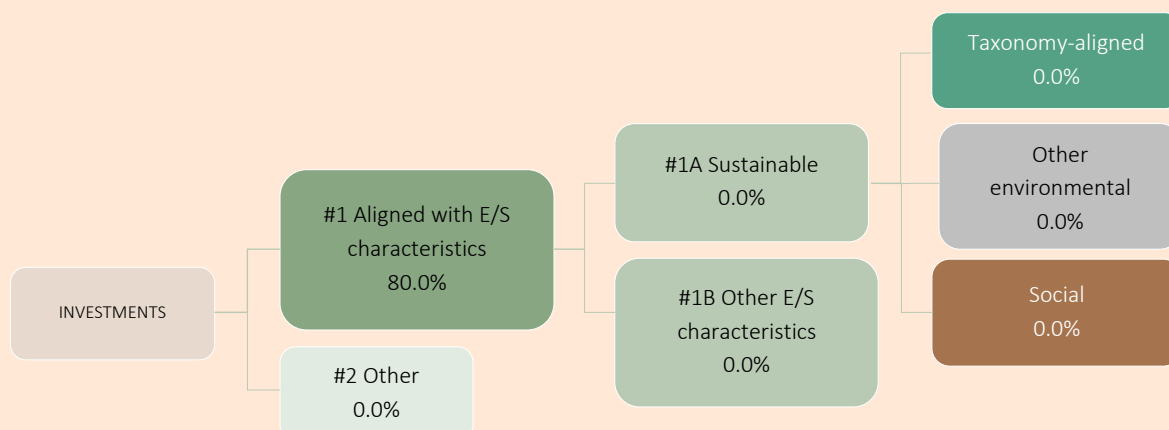 INVESTMENTS
#1 Aligned with E/S
characteristics
80.0%
#2 Other
0.0%
#1A Sustainable
0.0%
#1B Other E/S
characteristics
0.0%
Taxonomy-aligned
0.0%
Other
environmental
0.0%
Social
0.0%